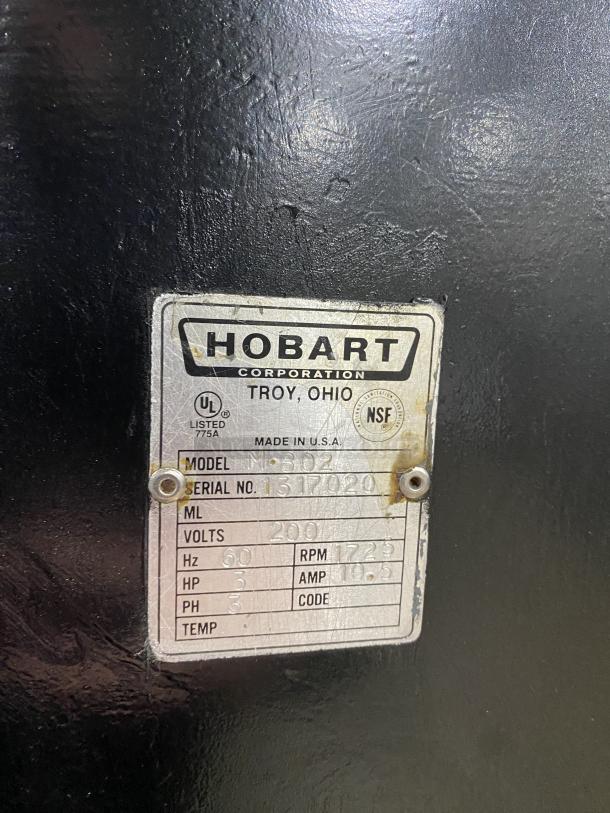 HOBART
CORPORATION
TROY, OHIO
UL ®
LISTED
775A
NSF
MADE IN U.S.A.
MODEL
SERIAL NO. 1317020
ML
VOLTS 200
Hz 60 RPM 1725
HP 3 AMP 10.5
PH 3 CODE
TEMP